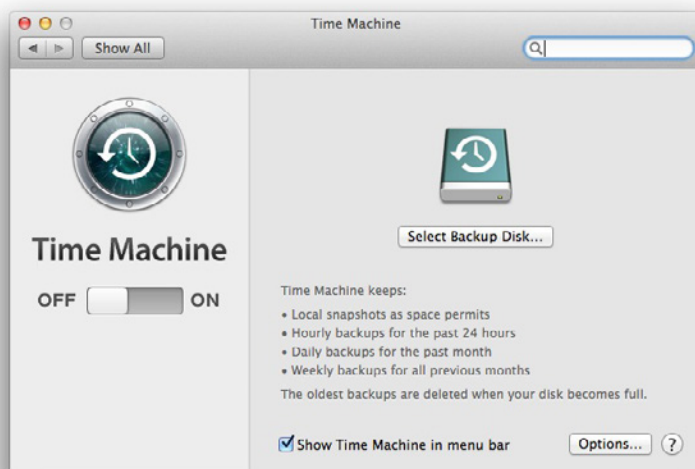 Time Machine
Show All
Time Machine
OFF ON
Select Backup Disk...
Time Machine keeps:
• Local snapshots as space permits
• Hourly backups for the past 24 hours
• Daily backups for the past month
• Weekly backups for all previous months
The oldest backups are deleted when your disk becomes full.
Show Time Machine in menu bar
Options... ?